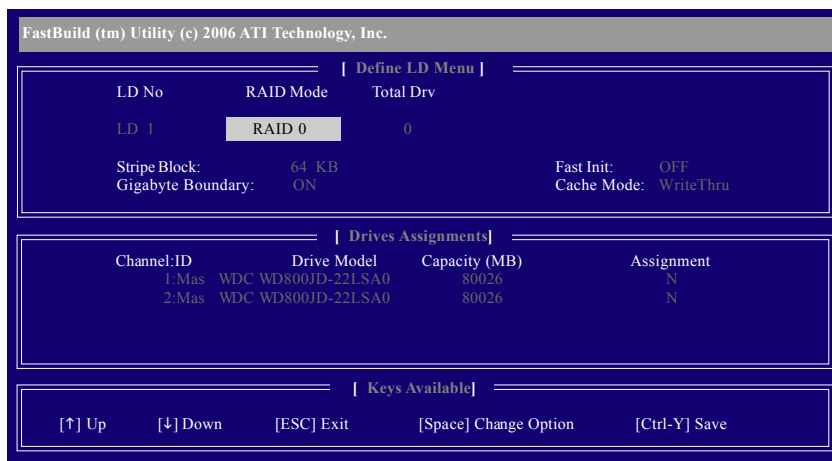 FastBuild (tm) Utility (c) 2006 ATI Technology, Inc.
[ Define LD Menu ]
LD No RAID Mode Total Drv
LD 1 RAID 0 0
Stripe Block: 64 KB Fast Init: OFF
Gigabyte Boundary: ON Cache Mode: WriteThru
[ Drives Assignments]
Channel:ID Drive Model Capacity (MB) Assignment
1:Mas WDC WD800JD-22LSA0 80026 N
2:Mas WDC WD800JD-22LSA0 80026 N
[ Keys Available]
[↑] Up [↓] Down [ESC] Exit [Space] Change Option [Ctrl-Y] Save